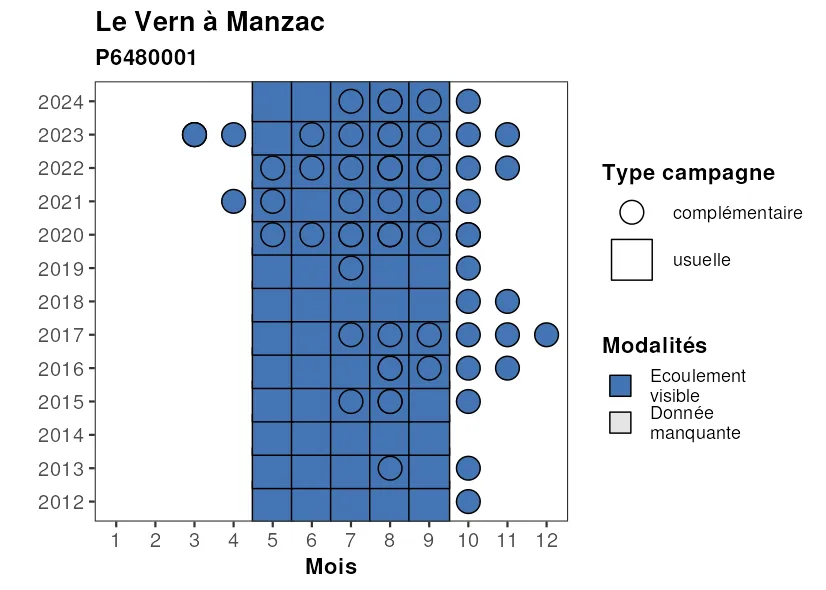 Le Vern à Manzac
P6480001
2024
2023
2022
2021
2020
2019
2018
2017
2016
2015
2014
2013
2012
1 2 3 4 5 6 7 8 9 10 11 12
Mois
Type campagne
complémentaire
usuelle
Modalités
Ecoulement
visible
Donnée
manquante